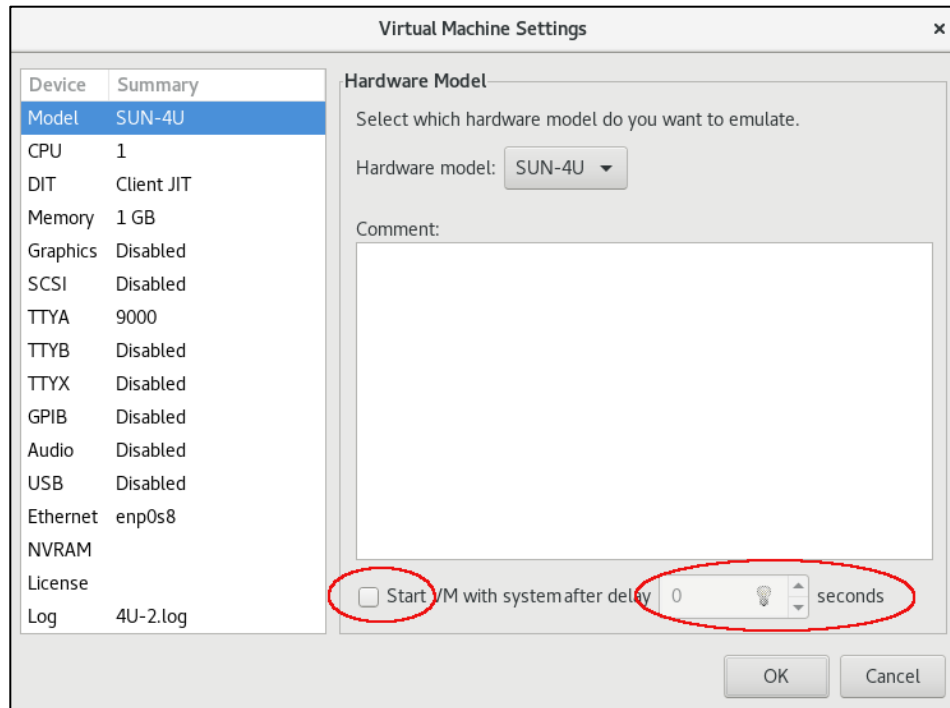 Virtual Machine Settings ×
Device Summary
Model SUN-4U
CPU 1
DIT Client JIT
Memory 1 GB
Graphics Disabled
SCSI Disabled
TTYA 9000
TTYB Disabled
TTYX Disabled
GPIB Disabled
Audio Disabled
USB Disabled
Ethernet enp0s8
NVRAM
License
Log 4U-2.log
Hardware Model
Select which hardware model do you want to emulate.
Hardware model: SUN-4U
Comment:
Start VM with system after delay 0 seconds
OK Cancel